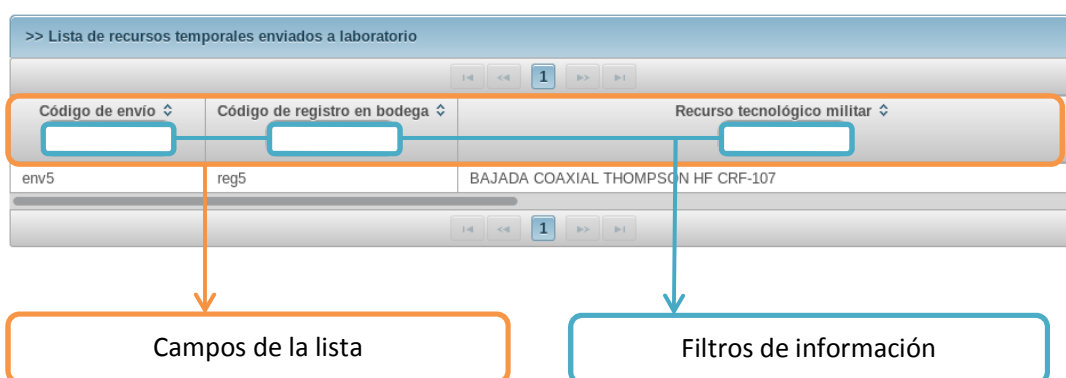 >> Lista de recursos temporales enviados a laboratorio
1
Código de envío Código de registro en bodega Recurso tecnológico militar
env5 reg5 BAJADA COAXIAL THOMPSON HF CRF-107
1
Campos de la lista Filtros de información